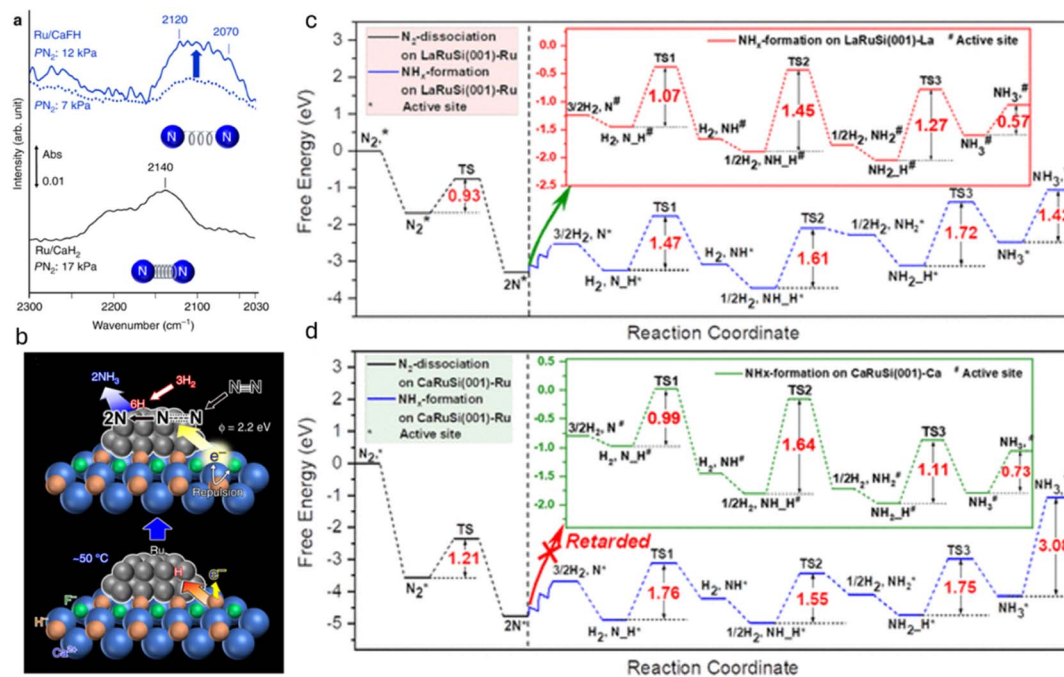 a
2120
2070
Ru/CaFH
PN2: 12 kPa
PN2: 7 kPa
Intensity (arb. unit)
N
N
Abs
0.01
2140
Ru/CaH2
PN2: 17 kPa
N
N
2300
2200
2100
2030
Wavenumber (cm−1)
b
2NH3
3H2
6H
N≡N
2N
N
N
ϕ = 2.2 eV
e−
Repulsion
~50 °C
Ru
H
e−
F−
H−
Ca2+
c
N2-dissociation
on LaRuSi(001)-Ru
NHx-formation
on LaRuSi(001)-Ru
* Active site
NHx-formation on LaRuSi(001)-La # Active site
0.0
-0.5
-1.0
-1.5
-2.0
-2.5
3/2H2, N#
H2, N_H#
TS1
1.07
H2, NH#
1/2H2, NH_H#
TS2
1.45
1/2H2, NH2#
NH2_H#
TS3
1.27
NH3#
NH3,#
0.57
Free Energy (eV)
3
2
1
0
-1
-2
-3
-4
N2,*
N2*
TS
0.93
2N*
3/2H2, N*
H2, N_H*
TS1
1.47
H2, NH*
1/2H2, NH_H*
TS2
1.61
1/2H2, NH2*
NH2_H*
TS3
1.72
NH3*
NH3,
1.42
Reaction Coordinate
d
N2-dissociation
on CaRuSi(001)-Ru
NHx-formation
on CaRuSi(001)-Ru
* Active site
NHx-formation on CaRuSi(001)-Ca # Active site
0.5
0.0
-0.5
-1.0
-1.5
-2.0
3/2H2, N#
H2, N_H#
TS1
0.99
H2, NH#
1/2H2, NH_H#
TS2
1.64
1/2H2, NH2#
NH2_H#
TS3
1.11
NH3#
NH3,#
0.73
Free Energy (eV)
3
2
1
0
-1
-2
-3
-4
-5
N2,*
N2*
TS
1.21
2N*
Retarded
3/2H2, N*
H2, N_H*
TS1
1.76
H2, NH*
1/2H2, NH_H*
TS2
1.55
1/2H2, NH2*
NH2_H*
TS3
1.75
NH3*
NH3,
3.08
Reaction Coordinate